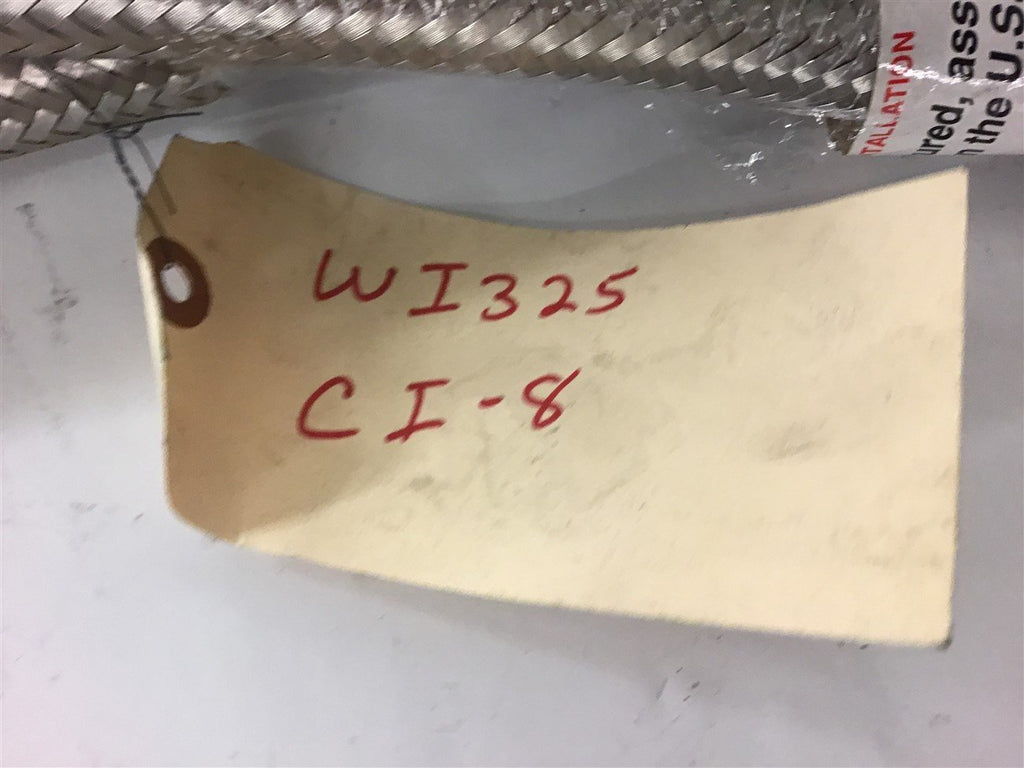 WI325
CI-8
TALLATION
ured, ass
the U.S.